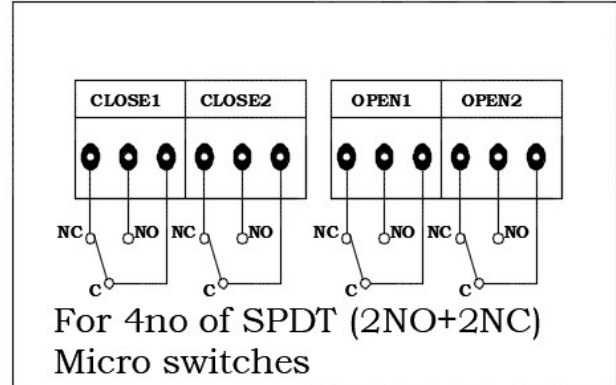 CLOSE1 CLOSE2 OPEN1 OPEN2
NC NO NC NO NC NO NC NO
C C C C
For 4no of SPDT (2NO+2NC)
Micro switches